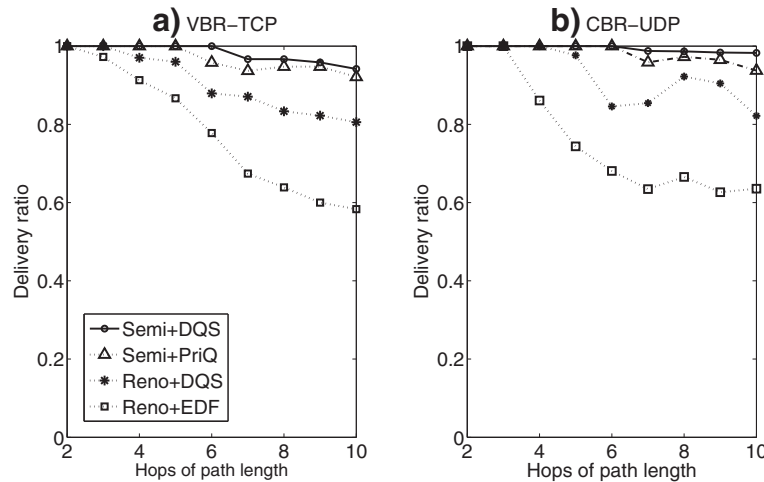 a) VBR–TCP
1
0.8
0.6
0.4
0.2
0
Delivery ratio
Semi+DQS
Semi+PriQ
Reno+DQS
Reno+EDF
2 4 6 8 10
Hops of path length
b) CBR–UDP
1
0.8
0.6
0.4
0.2
0
Delivery ratio
2 4 6 8 10
Hops of path length